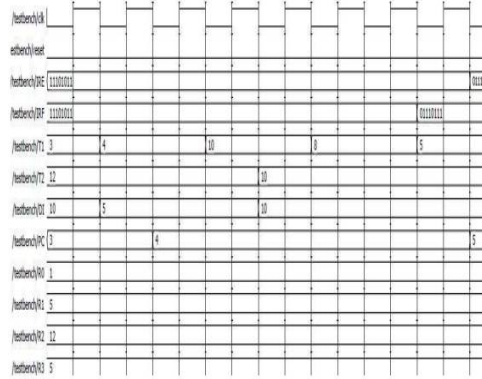 /testbench/clk
estbench/reset
/testbench/IRE 11101011 0111
/testbench/IRF 11101011 01110111
/testbench/T1 3 4 10 8 5
/testbench/T2 12 10
/testbench/DI 10 5 10
/testbench/PC 3 4 5
/testbench/R0 1
/testbench/R1 5
/testbench/R2 12
/testbench/R3 5